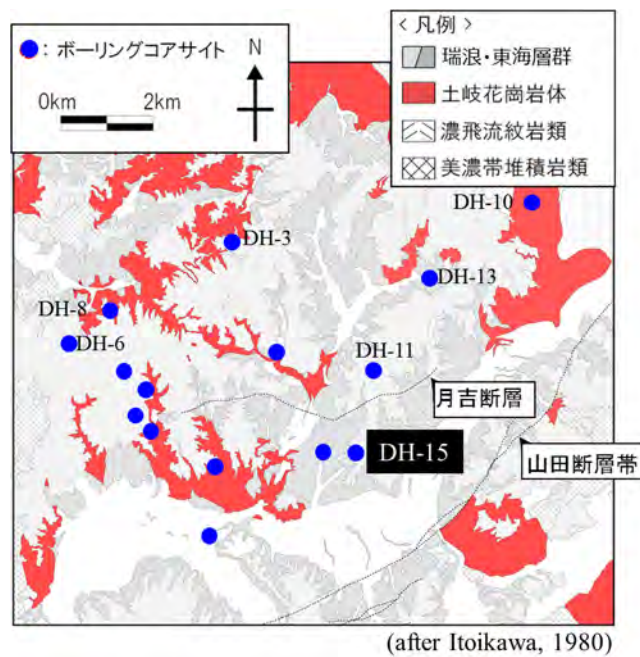 ●: ボーリングコアサイト
N
0km 2km
< 凡例 >
瑞浪・東海層群
土岐花崗岩体
濃飛流紋岩類
美濃帯堆積岩類
DH-10
DH-3
DH-13
DH-8
DH-6
DH-11
月吉断層
DH-15
山田断層帯
(after Itoikawa, 1980)